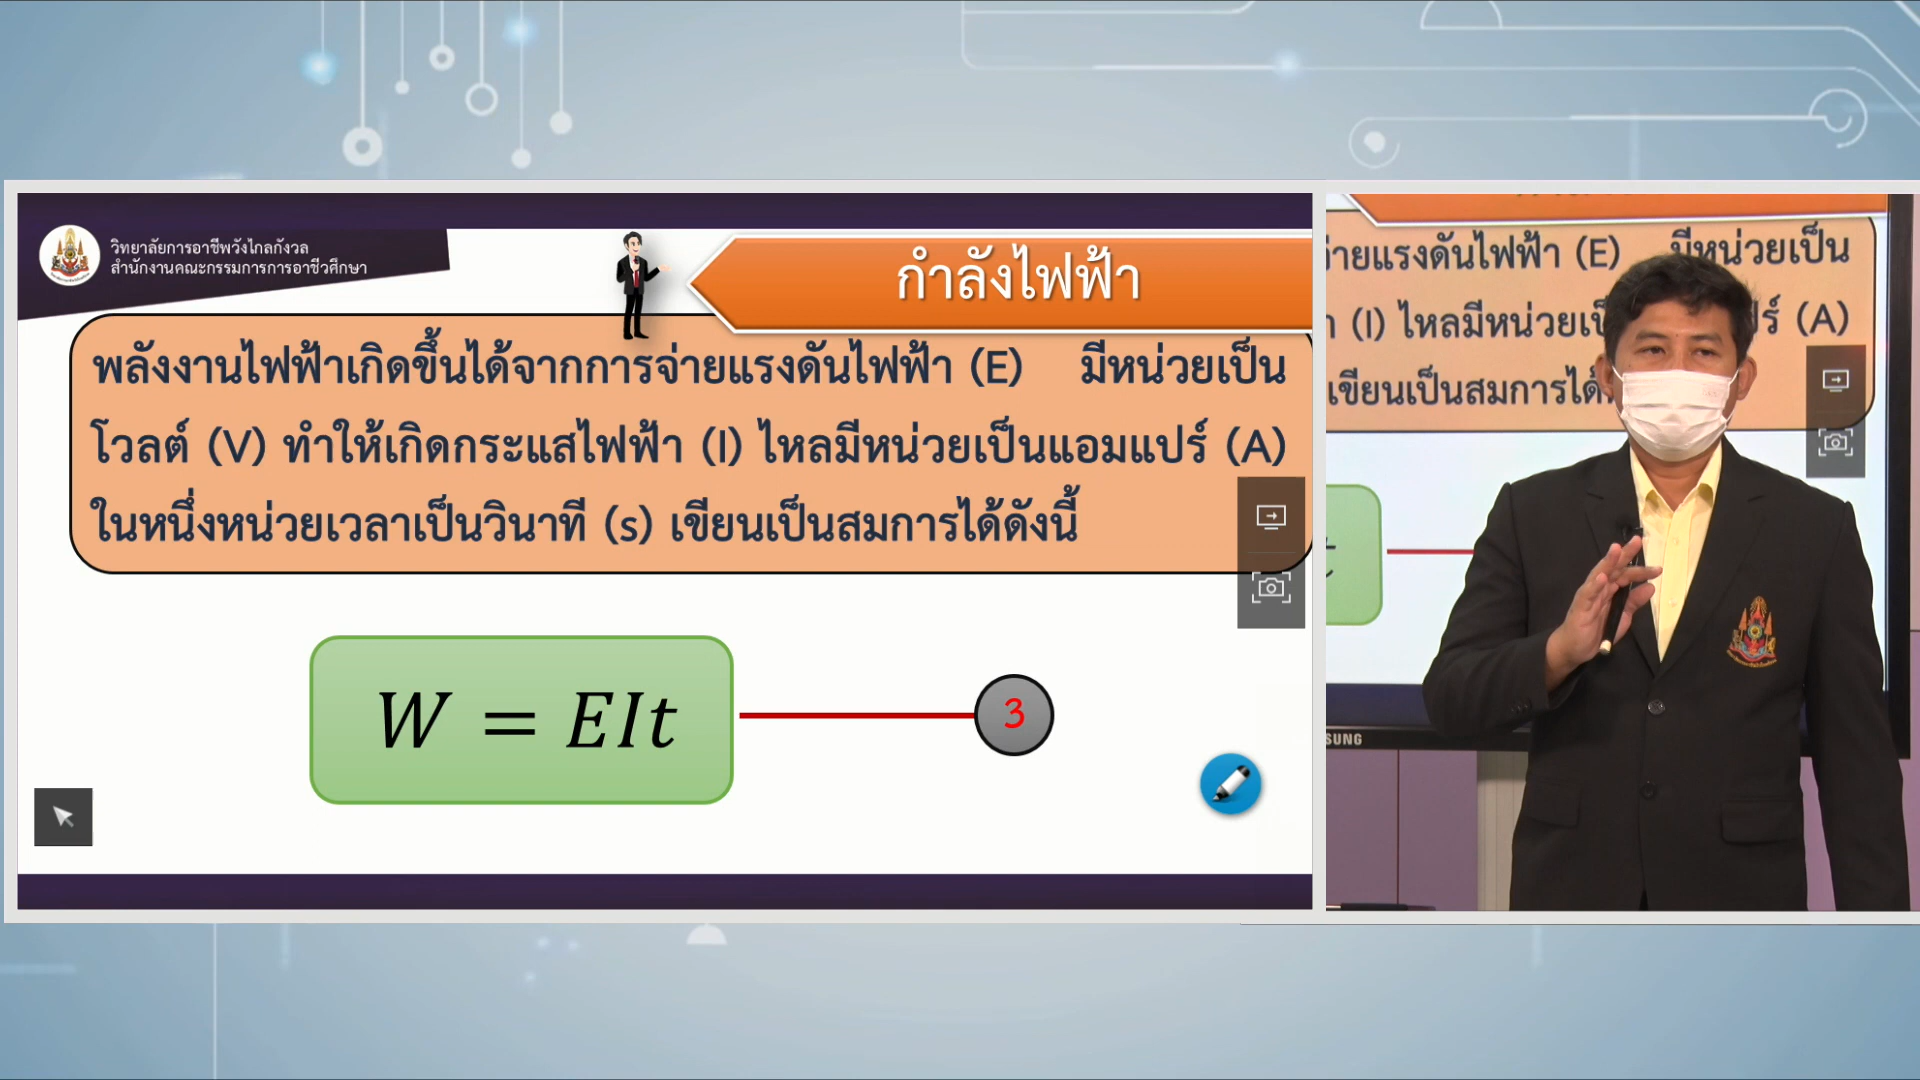 วิทยาลัยการอาชีพวังไกลกังวล
สำนักงานคณะกรรมการการอาชีวศึกษา
กำลังไฟฟ้า
พลังงานไฟฟ้าเกิดขึ้นได้จากการจ่ายแรงดันไฟฟ้า (E) มีหน่วยเป็น
โวลต์ (V) ทำให้เกิดกระแสไฟฟ้า (I) ไหลมีหน่วยเป็นแอมแปร์ (A)
ในหนึ่งหน่วยเวลาเป็นวินาที (s) เขียนเป็นสมการได้ดังนี้
W = EIt
3
จ่ายแรงดันไฟฟ้า (E) มีหน่วยเป็น
(I) ไหลมีหน่วยเป็ ร์ (A)
เขียนเป็นสมการได้
t
SUNG